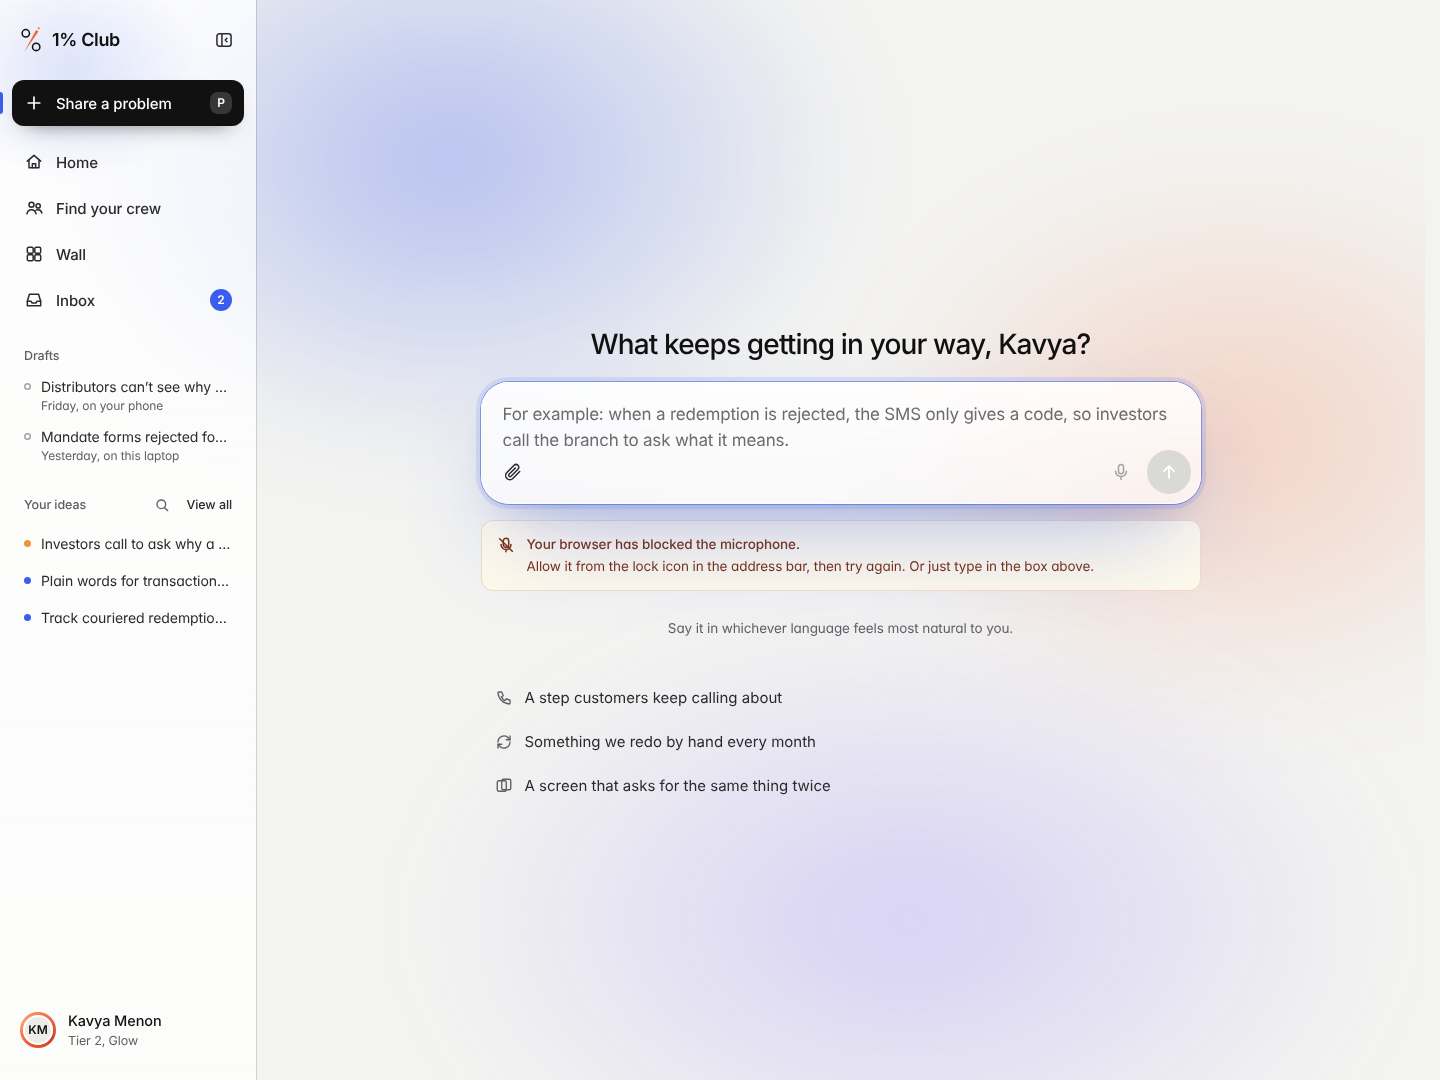 1% Club
Share a problem
P
Home
Find your crew
Wall
Inbox
2
Drafts
Distributors can’t see why ...
Friday, on your phone
Mandate forms rejected fo...
Yesterday, on this laptop
Your ideas
View all
Investors call to ask why a ...
Plain words for transaction...
Track couriered redemptio...
KM
Kavya Menon
Tier 2, Glow
What keeps getting in your way, Kavya?
For example: when a redemption is rejected, the SMS only gives a code, so investors
call the branch to ask what it means.
Your browser has blocked the microphone.
Allow it from the lock icon in the address bar, then try again. Or just type in the box above.
Say it in whichever language feels most natural to you.
A step customers keep calling about
Something we redo by hand every month
A screen that asks for the same thing twice